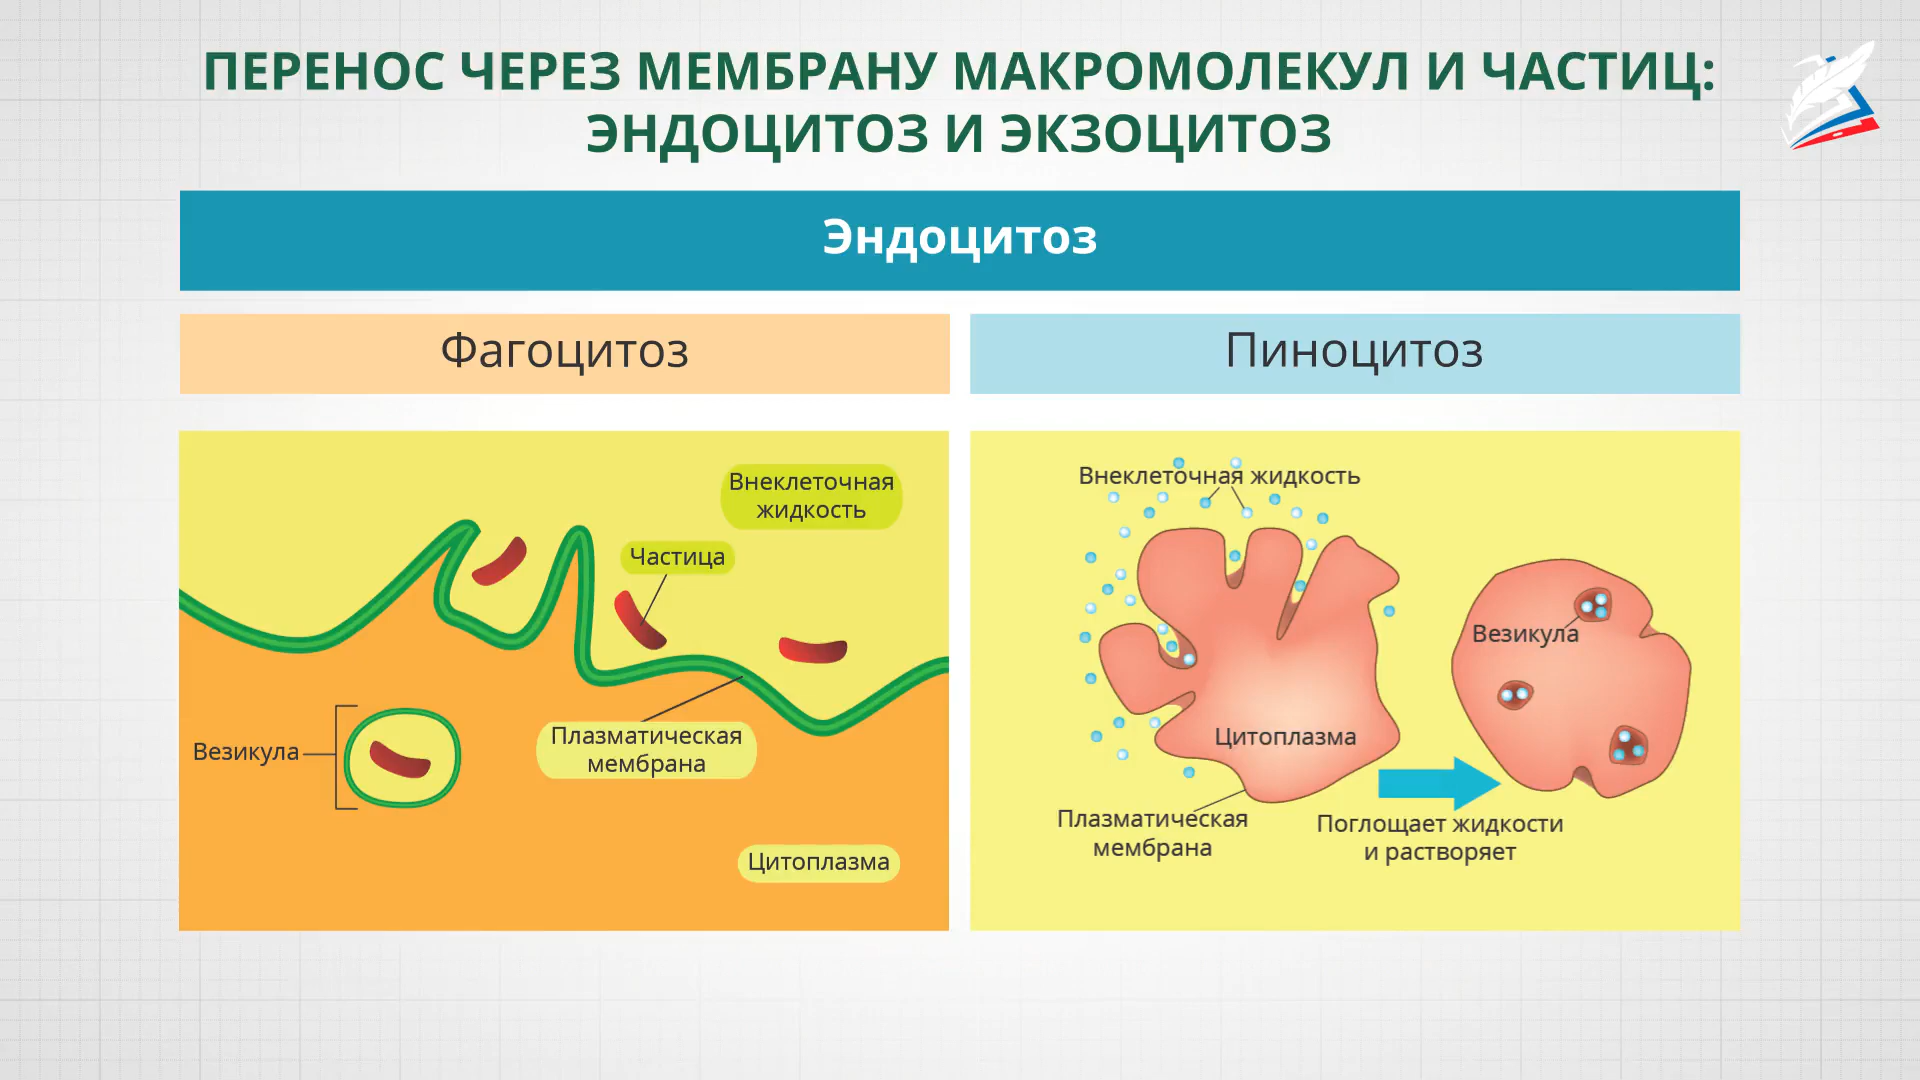 ПЕРЕНОС ЧЕРЕЗ МЕМБРАНУ МАКРОМОЛЕКУЛ И ЧАСТИЦ:
ЭНДОЦИТОЗ И ЭКЗОЦИТОЗ
Эндоцитоз
Фагоцитоз
Внеклеточная
жидкость
Частица
Плазматическая
мембрана
Везикула
Цитоплазма
Пиноцитоз
Внеклеточная жидкость
Везикула
Цитоплазма
Плазматическая
мембрана
Поглощает жидкости
и растворяет